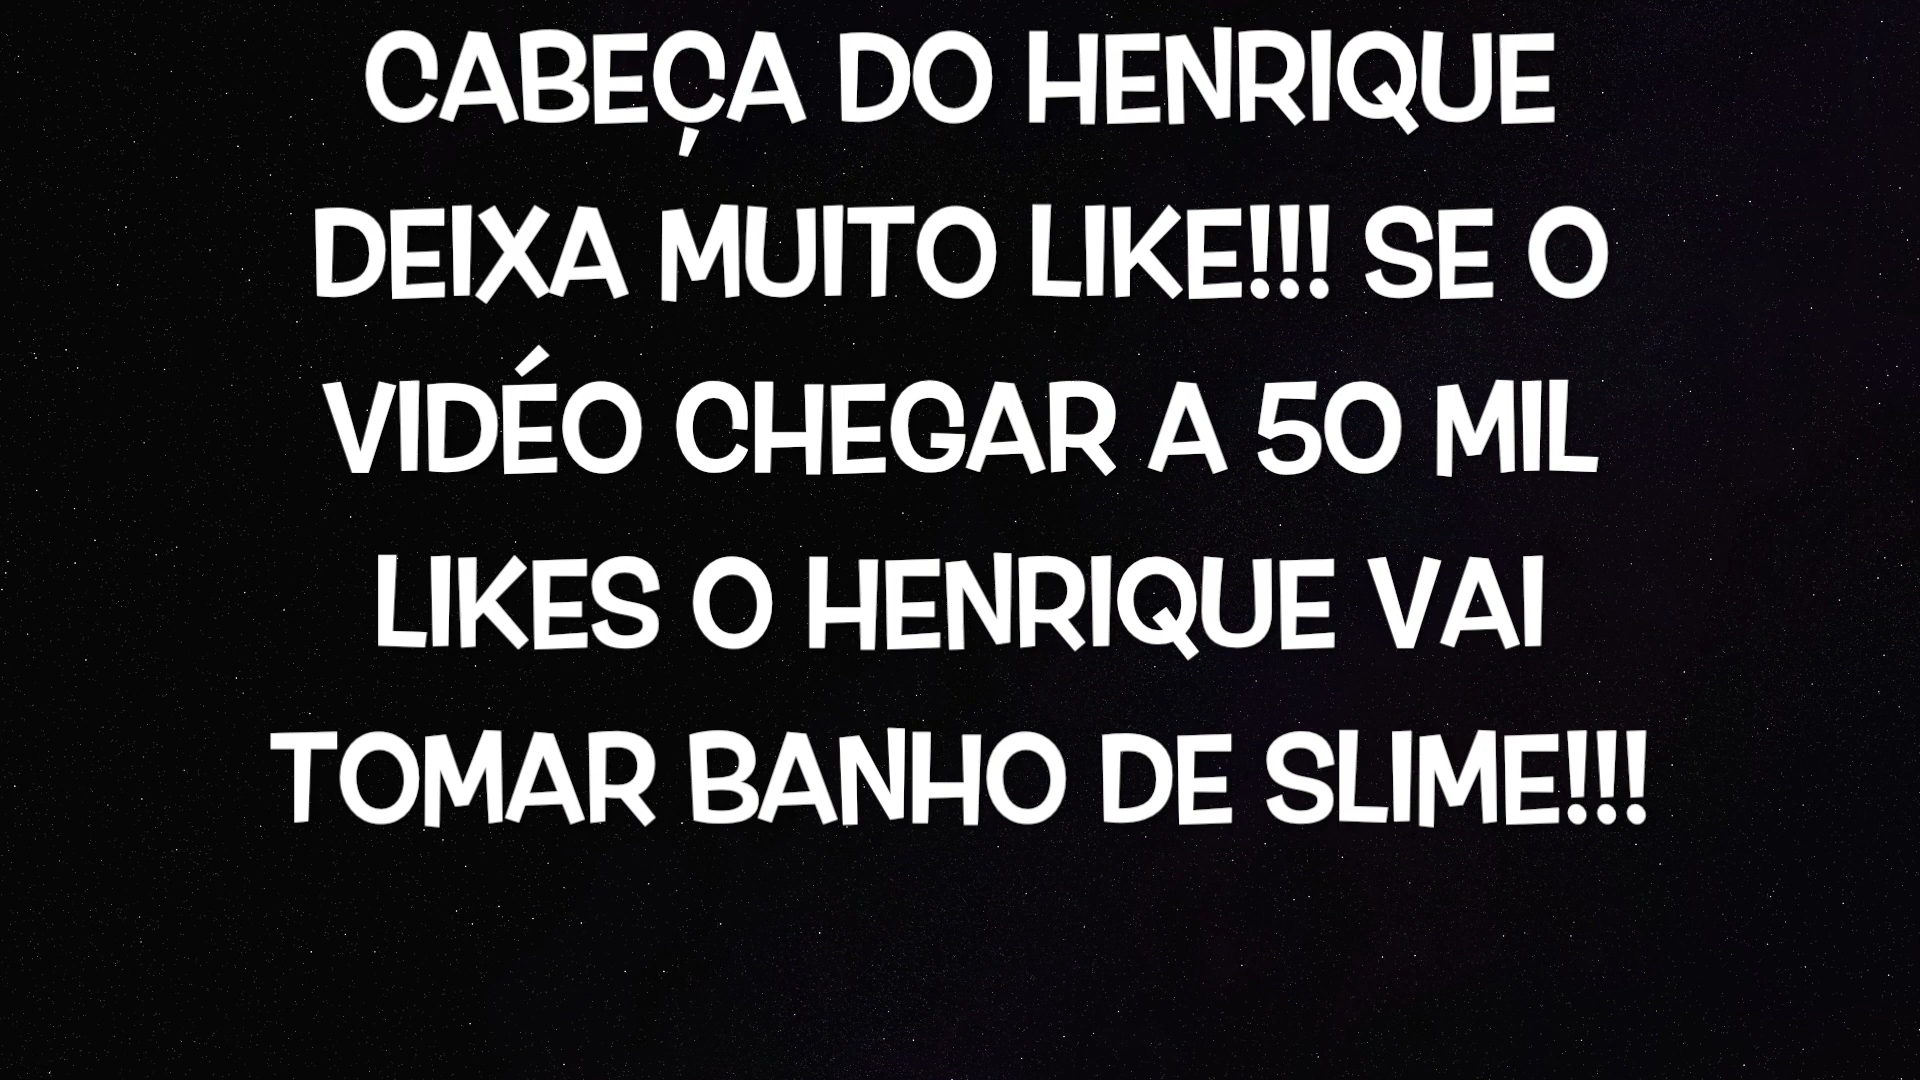 CABEÇA DO HENRIQUE
DEIXA MUITO LIKE!!! SE O
VIDÉO CHEGAR A 50 MIL
LIKES O HENRIQUE VAI
TOMAR BANHO DE SLIME!!!